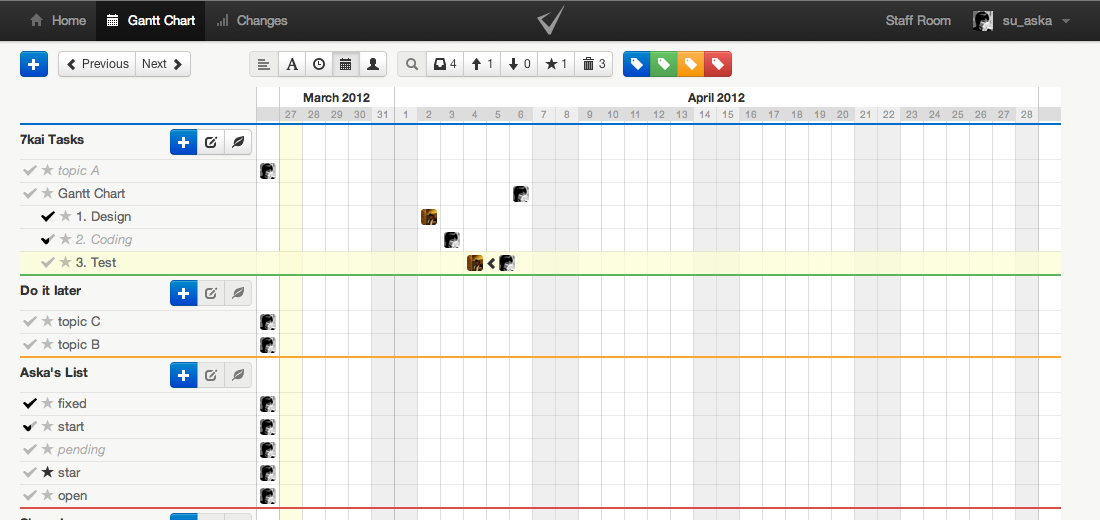 Home Gantt Chart Changes Staff Room su_aska
Previous Next A 4 1 0 1 3
March 2012 April 2012
27 28 29 30 31 1 2 3 4 5 6 7 8 9 10 11 12 13 14 15 16 17 18 19 20 21 22 23 24 25 26 27 28
7kai Tasks
topic A
Gantt Chart
1. Design
2. Coding
3. Test
Do it later
topic C
topic B
Aska's List
fixed
start
pending
star
open